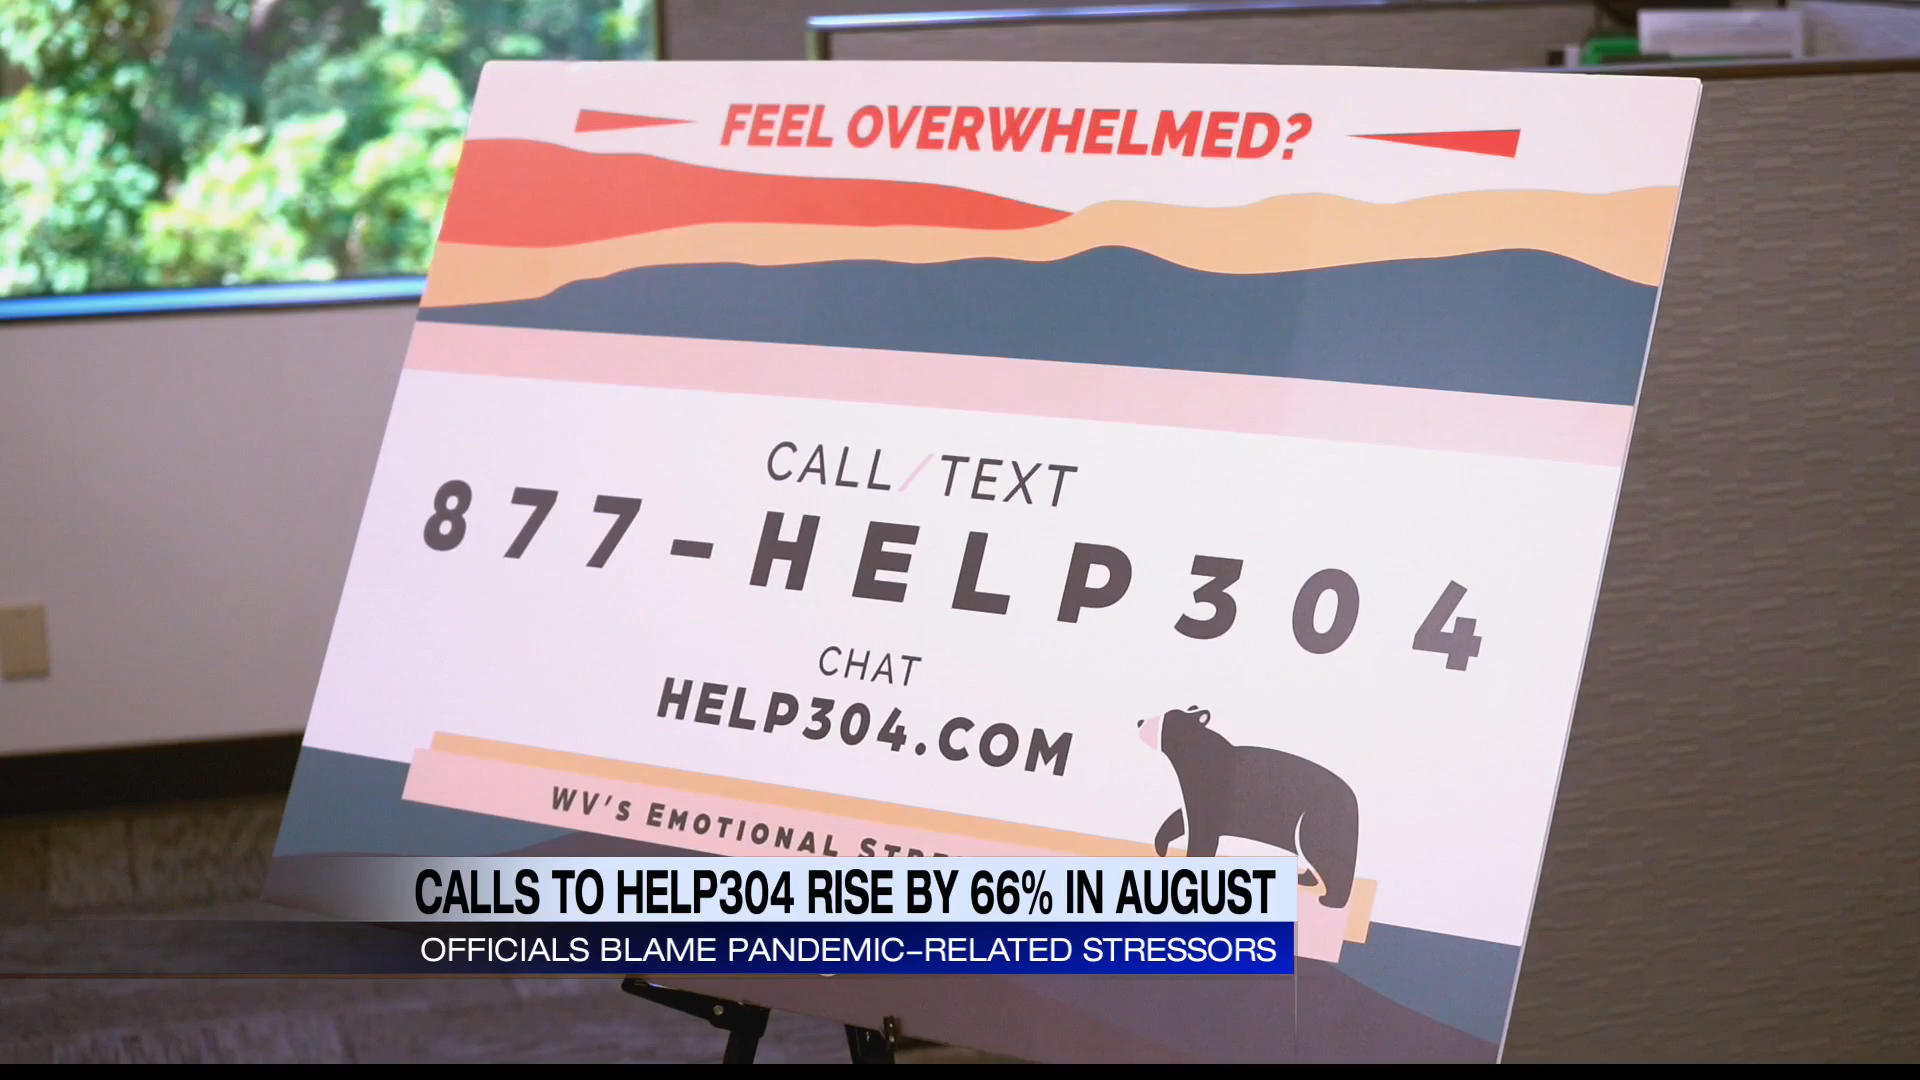 FEEL OVERWHELMED?
CALL/TEXT
877-HELP304
CHAT
HELP304.COM
WV'S EMOTIONAL
CALLS TO HELP304 RISE BY 66% IN AUGUST
OFFICIALS BLAME PANDEMIC-RELATED STRESSORS